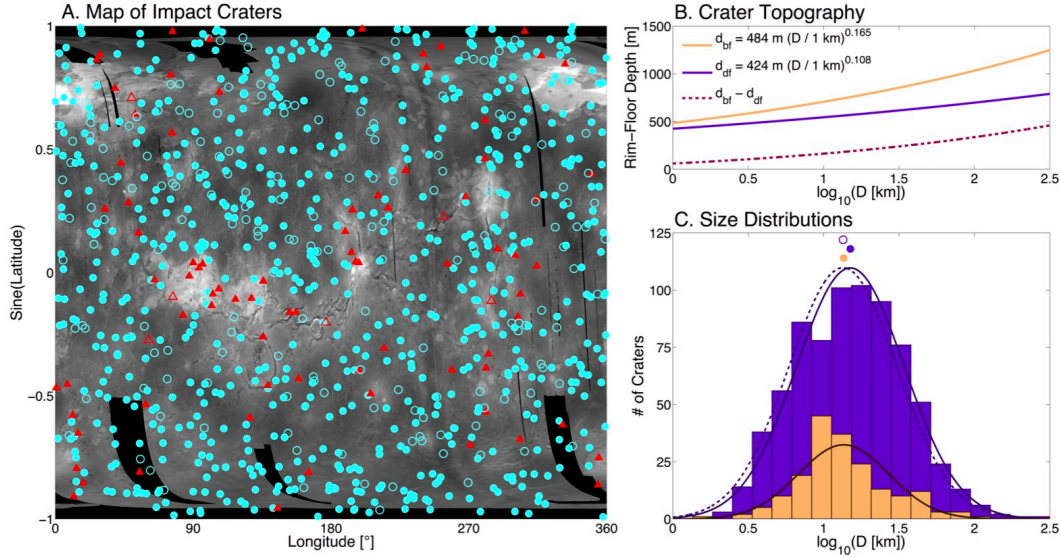 A. Map of Impact Craters
1
0.5
0
−0.5
−1
Sine(Latitude)
0 90 180 270 360
Longitude [°]
B. Crater Topography
1500
1000
500
0
Rim−Floor Depth [m]
d_bf = 484 m (D / 1 km)^0.165
d_df = 424 m (D / 1 km)^0.108
d_bf − d_df
0 0.5 1 1.5 2 2.5
log_10(D [km])
C. Size Distributions
125
100
75
50
25
0
# of Craters
0 0.5 1 1.5 2 2.5
log_10(D [km])